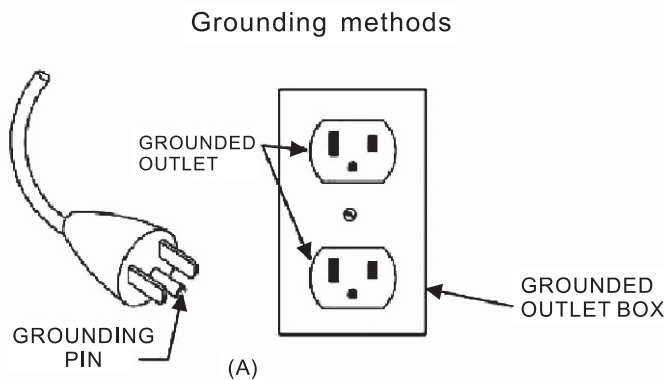 Grounding methods
GROUNDED
OUTLET
GROUNDED
OUTLET BOX
GROUNDING
PIN
(A)